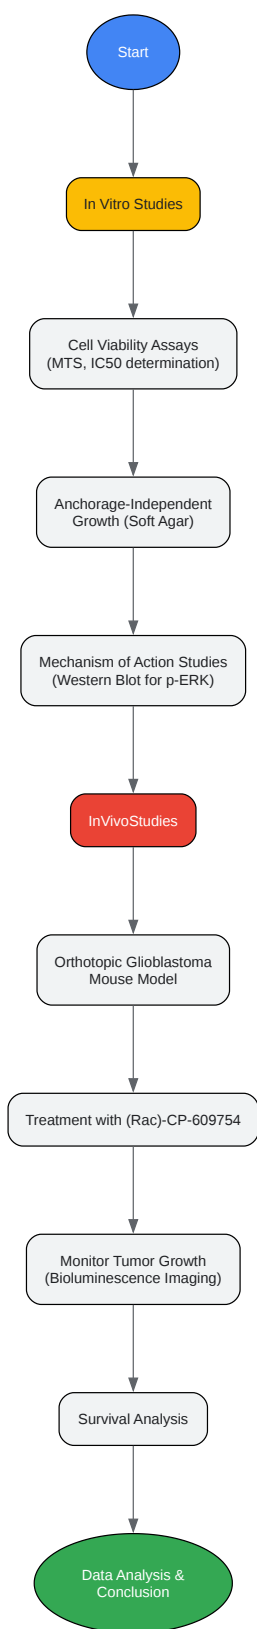 Start
In Vitro Studies
Cell Viability Assays
(MTS, IC50 determination)
Anchorage-Independent
Growth (Soft Agar)
Mechanism of Action Studies
(Western Blot for p-ERK)
InVivoStudies
Orthotopic Glioblastoma
Mouse Model
Treatment with (Rac)-CP-609754
Monitor Tumor Growth
(Bioluminescence Imaging)
Survival Analysis
Data Analysis &
Conclusion